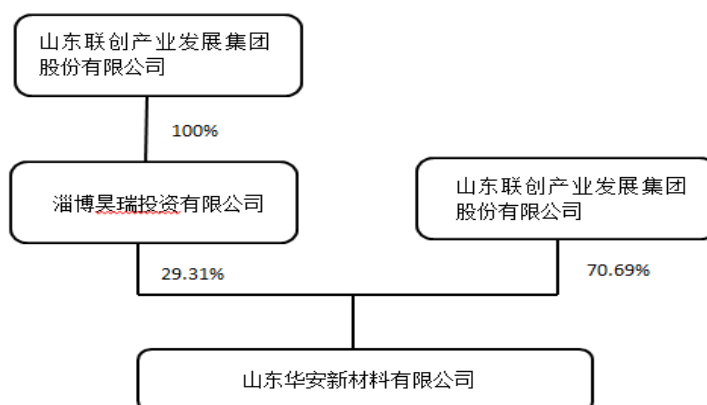 山东联创产业发展集团
股份有限公司
100%
淄博昊瑞投资有限公司
山东联创产业发展集团
股份有限公司
29.31%
70.69%
山东华安新材料有限公司